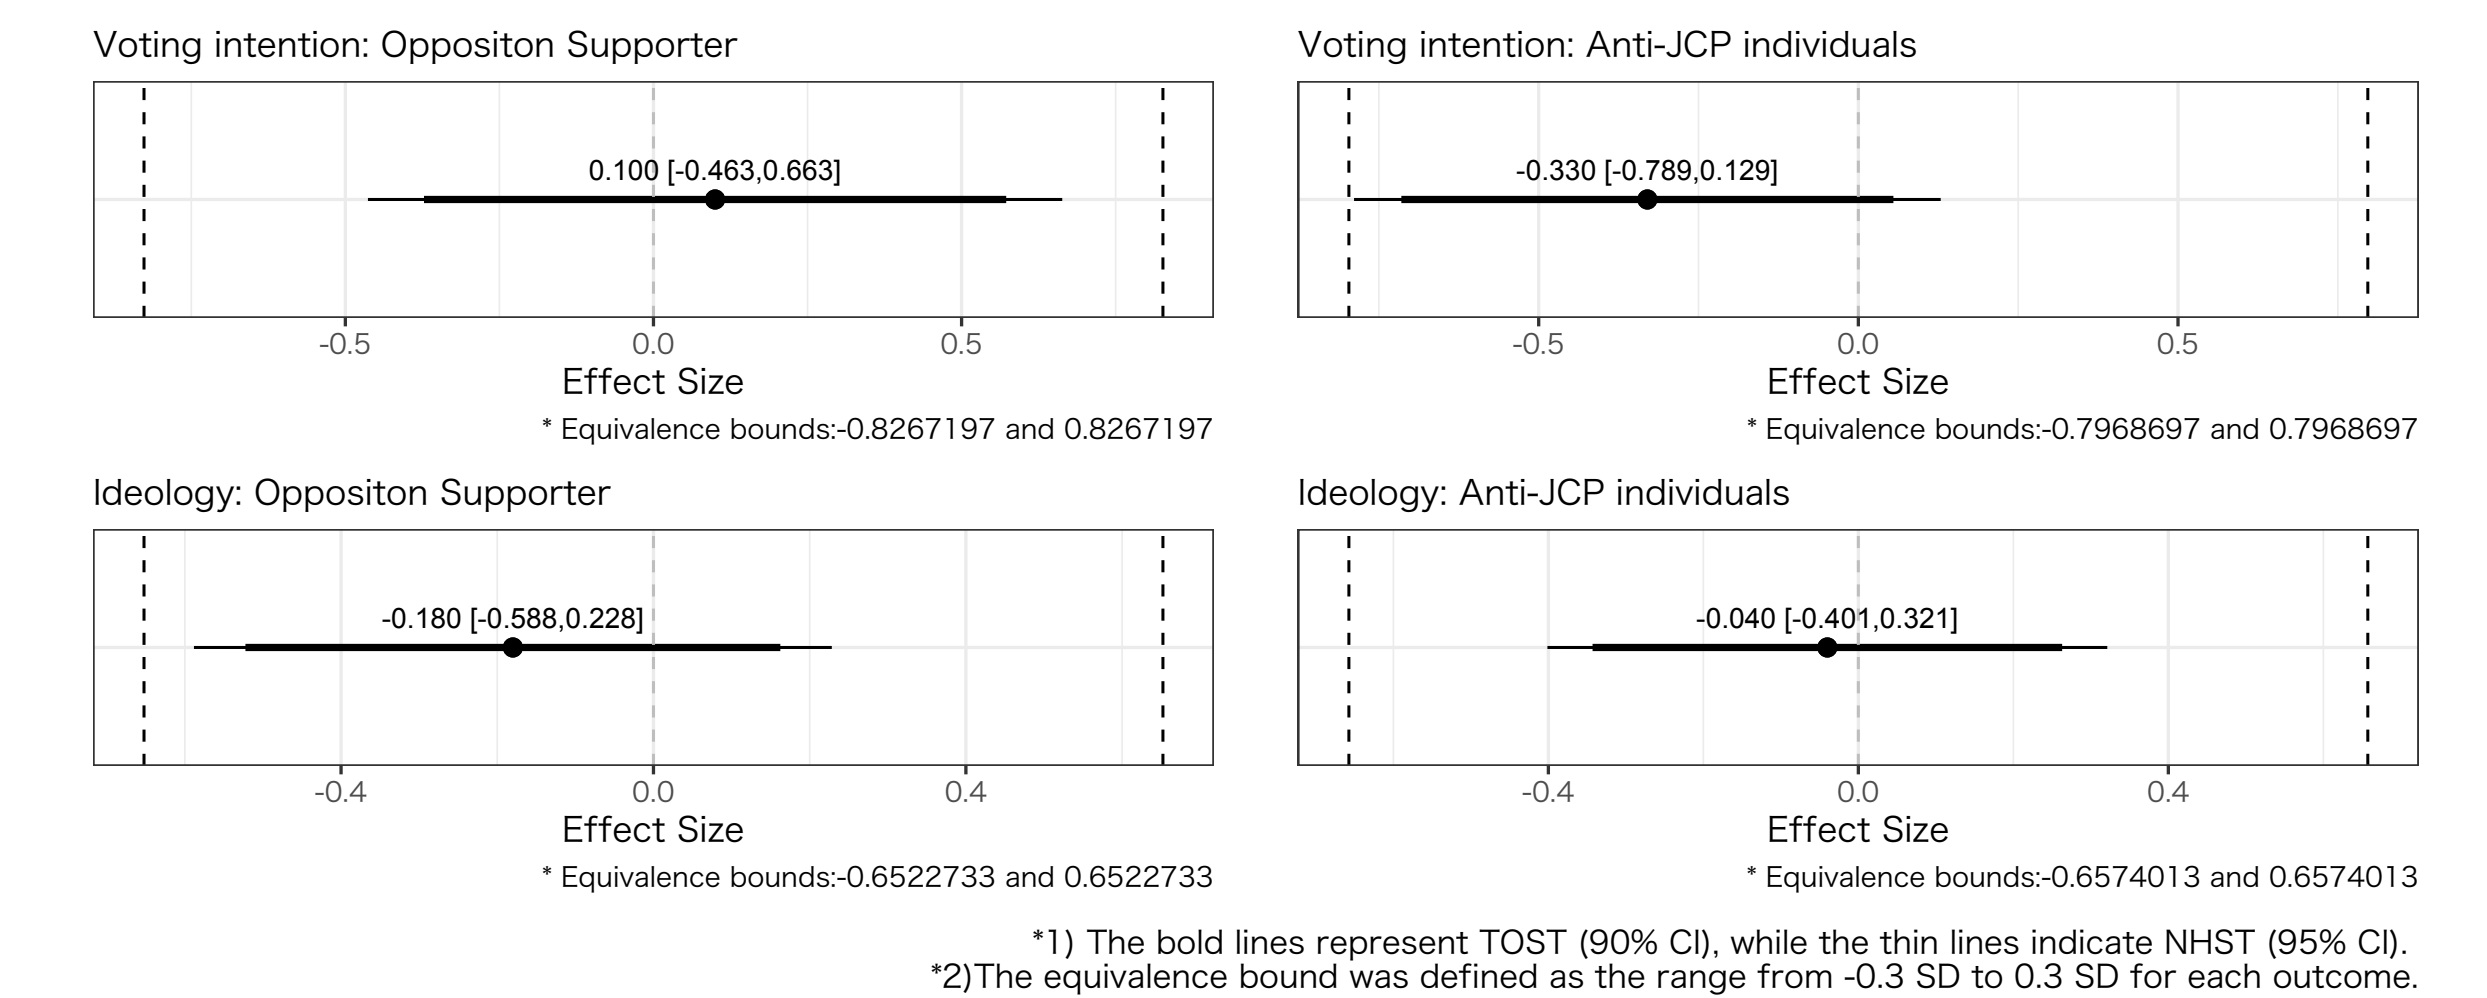 Voting intention: Oppositon Supporter
0.100 [-0.463,0.663]
-0.5 0.0 0.5
Effect Size
* Equivalence bounds:-0.8267197 and 0.8267197
Voting intention: Anti-JCP individuals
-0.330 [-0.789,0.129]
-0.5 0.0 0.5
Effect Size
* Equivalence bounds:-0.7968697 and 0.7968697
Ideology: Oppositon Supporter
-0.180 [-0.588,0.228]
-0.4 0.0 0.4
Effect Size
* Equivalence bounds:-0.6522733 and 0.6522733
Ideology: Anti-JCP individuals
-0.040 [-0.401,0.321]
-0.4 0.0 0.4
Effect Size
* Equivalence bounds:-0.6574013 and 0.6574013
*1) The bold lines represent TOST (90% CI), while the thin lines indicate NHST (95% CI).
*2)The equivalence bound was defined as the range from -0.3 SD to 0.3 SD for each outcome.